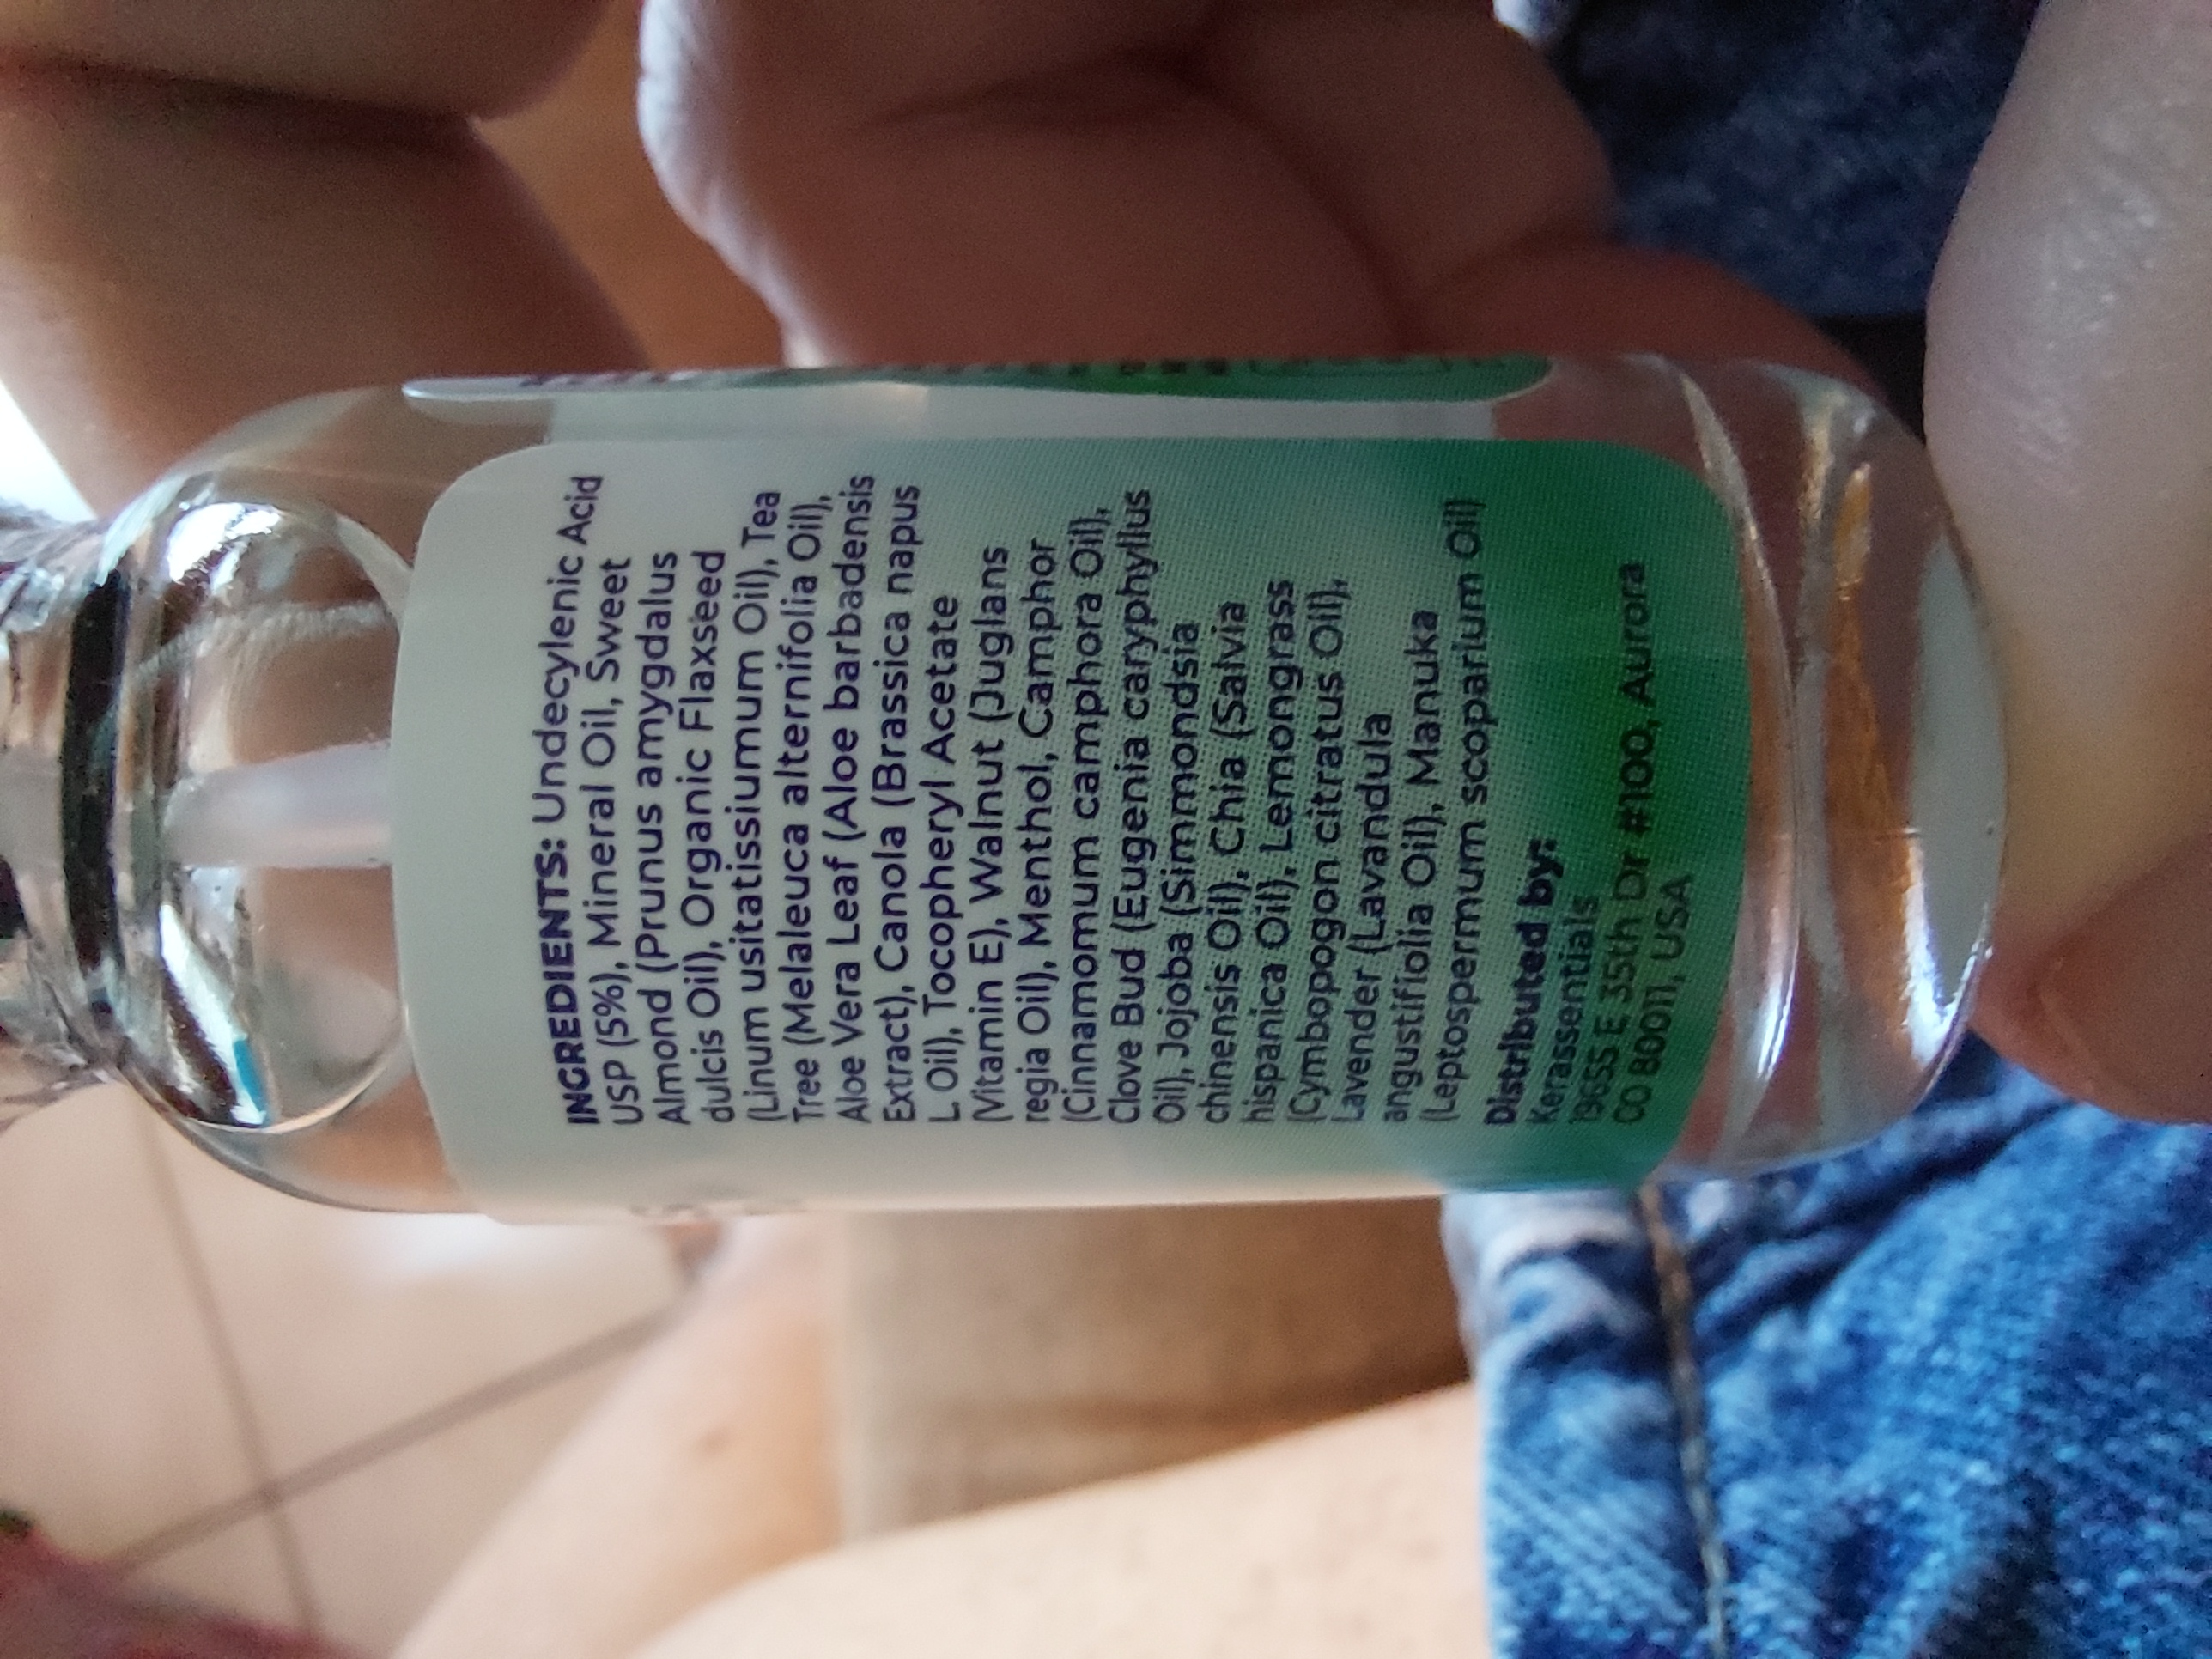 INGREDIENTS: Undecylenic Acid
USP (5%), Mineral Oil, Sweet
Almond (Prunus amygdalus
dulcis Oil), Organic Flaxseed
(Linum usitatissiumum Oil), Tea
Tree (Melaleuca alternifolia Oil),
Aloe Vera Leaf (Aloe barbadensis
Extract), Canola (Brassica napus
L Oil), Tocopheryl Acetate
(Vitamin E), Walnut (Juglans
regia Oil), Menthol, Camphor
(Cinnamomum camphora Oil),
Clove Bud (Eugenia caryphyllus
Oil), Jojoba (Simmondsia
chinensis Oil), Chia (Salvia
hispanica Oil), Lemongrass
(Cymbopogon citratus Oil),
Lavender (Lavandula
angustifiolia Oil), Manuka
(Leptospermum scoparium Oil)
Distributed by:
Kerassentials
19655 E 35th Dr #100, Aurora
CO 80011, USA